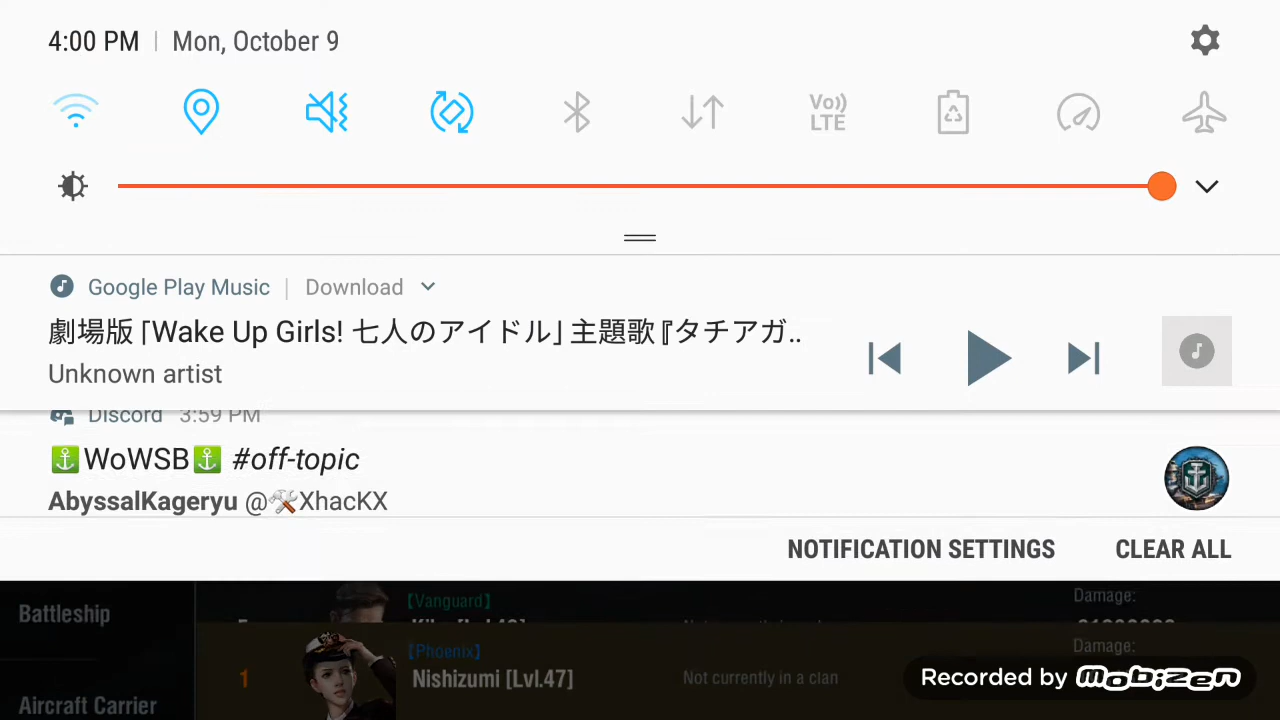 4:00 PM | Mon, October 9
Vo))
LTE
Google Play Music | Download
劇場版「Wake Up Girls! 七人のアイドル」主題歌『タチアガ..
Unknown artist
Discord 3:59 PM
⚓WoWSB⚓ #off-topic
AbyssalKageryu @🛠XhacKX
NOTIFICATION SETTINGS CLEAR ALL
Battleship
【Vanguard】
Damage:
【Phoenix】
Damage:
1 Nishizumi [Lvl.47] Not currently in a clan
Recorded by mobizen
Aircraft Carrier